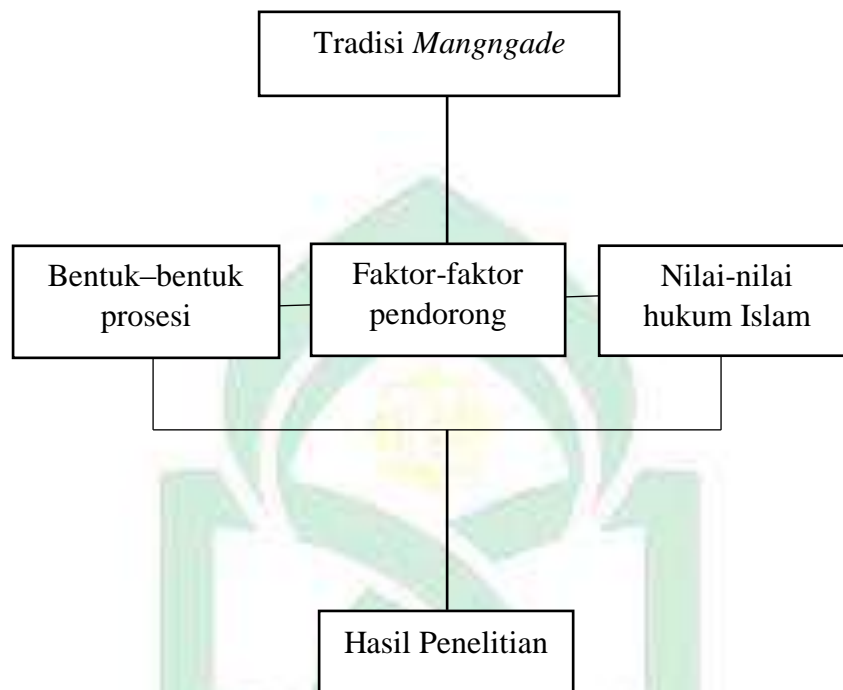 Tradisi Mangngade
Bentuk–bentuk
prosesi
Faktor-faktor
pendorong
Nilai-nilai
hukum Islam
Hasil Penelitian